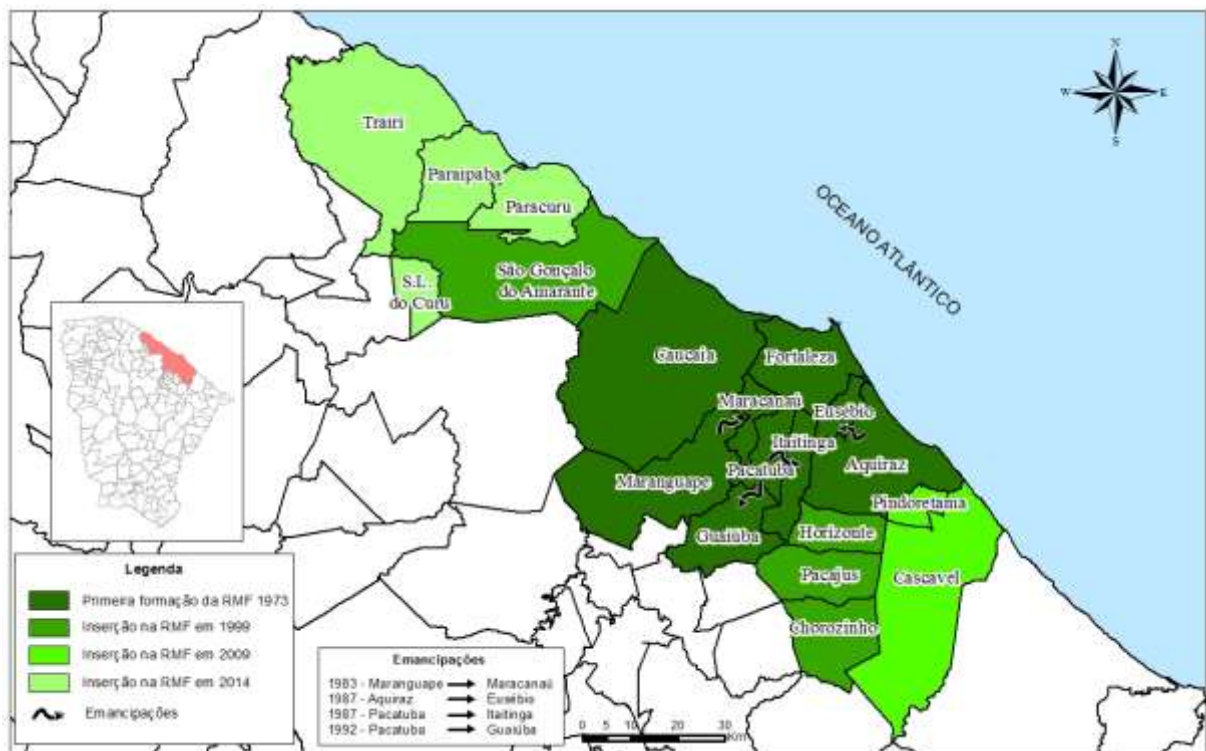 N
W
E
S
OCEANO ATLÂNTICO
Trairi
Paraipaba
Paracuru
São Gonçalo
do Amarante
S.L.
do Curu
Caucaia
Fortaleza
Maracanaú
Eusébio
Itaitinga
Pacatuba
Aquiraz
Maranguape
Pindoretama
Guaiúba
Horizonte
Pacajus
Cascavel
Chorozinho
Legenda
Primeira formação da RMF 1973
Inserção na RMF em 1999
Inserção na RMF em 2009
Inserção na RMF em 2014
Emancipações
Emancipações
1983 - Maranguape → Maracanaú
1987 - Aquiraz → Eusébio
1987 - Pacatuba → Itaitinga
1992 - Pacatuba → Guaiúba
0 5 10 20 30
Km